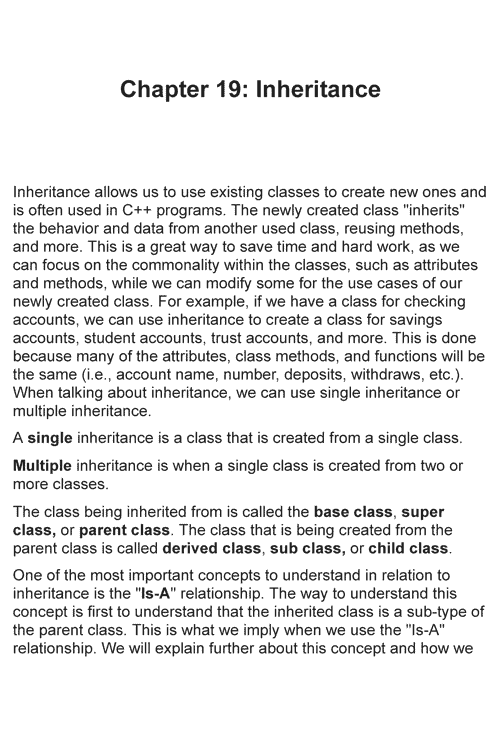 Chapter 19: Inheritance
Inheritance allows us to use existing classes to create new ones and
is often used in C++ programs. The newly created class "inherits"
the behavior and data from another used class, reusing methods,
and more. This is a great way to save time and hard work, as we
can focus on the commonality within the classes, such as attributes
and methods, while we can modify some for the use cases of our
newly created class. For example, if we have a class for checking
accounts, we can use inheritance to create a class for savings
accounts, student accounts, trust accounts, and more. This is done
because many of the attributes, class methods, and functions will be
the same (i.e., account name, number, deposits, withdraws, etc.).
When talking about inheritance, we can use single inheritance or
multiple inheritance.
A single inheritance is a class that is created from a single class.
Multiple inheritance is when a single class is created from two or
more classes.
The class being inherited from is called the base class, super
class, or parent class. The class that is being created from the
parent class is called derived class, sub class, or child class.
One of the most important concepts to understand in relation to
inheritance is the "Is-A" relationship. The way to understand this
concept is first to understand that the inherited class is a sub-type of
the parent class. This is what we imply when we use the "Is-A"
relationship. We will explain further about this concept and how we